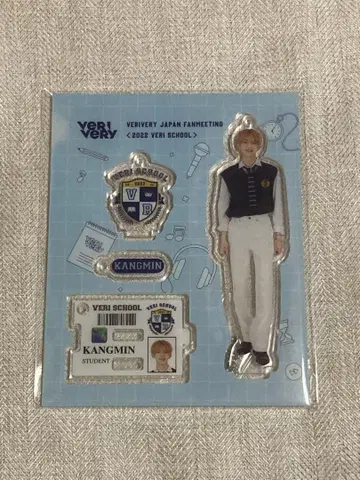 VERI
VERY
VERIVERY JAPAN FANMEETING
<2022 VERI SCHOOL>
VERI SCHOOL
V
KANGMIN
VERI SCHOOL
KANGMIN
STUDENT